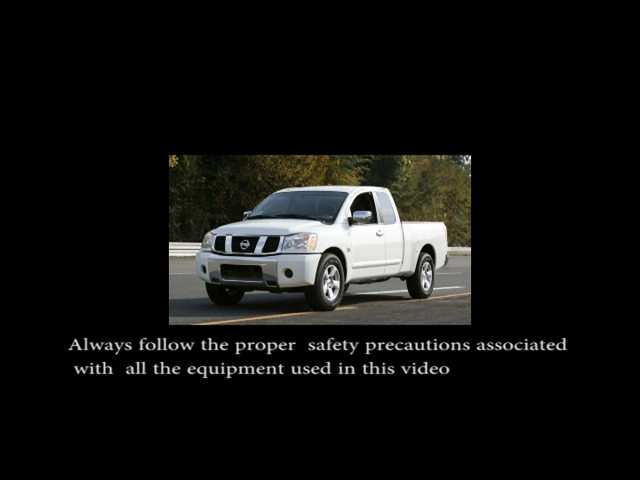 Always follow the proper safety precautions associated
with all the equipment used in this video